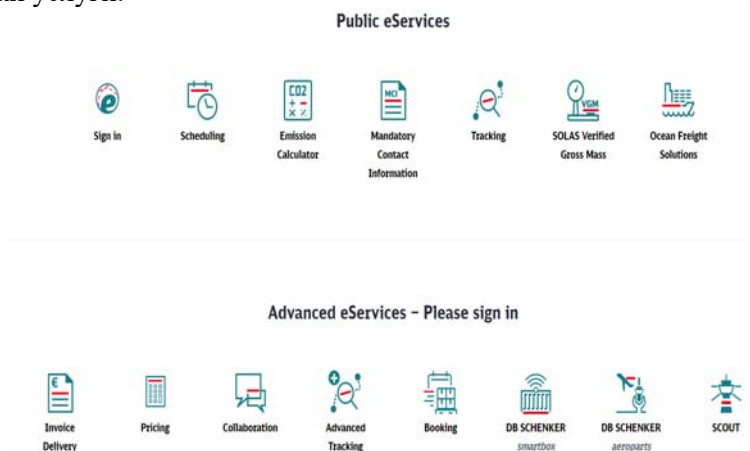 Public eServices
CO2
MCI
VGM
Sign in
Scheduling
Emission
Calculator
Mandatory
Contact
Information
Tracking
SOLAS Verified
Gross Mass
Ocean Freight
Solutions
Advanced eServices – Please sign in
Invoice
Delivery
Pricing
Collaboration
Advanced
Tracking
Booking
DB SCHENKER
smartbox
DB SCHENKER
aeroparts
SCOUT